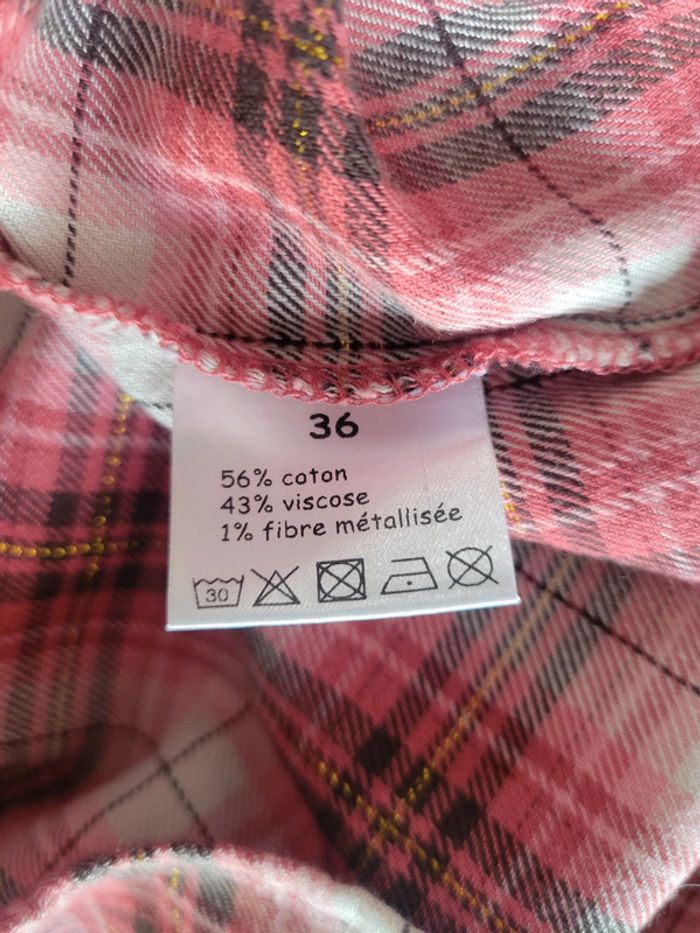 36
56% coton
43% viscose
1% fibre métallisée
30